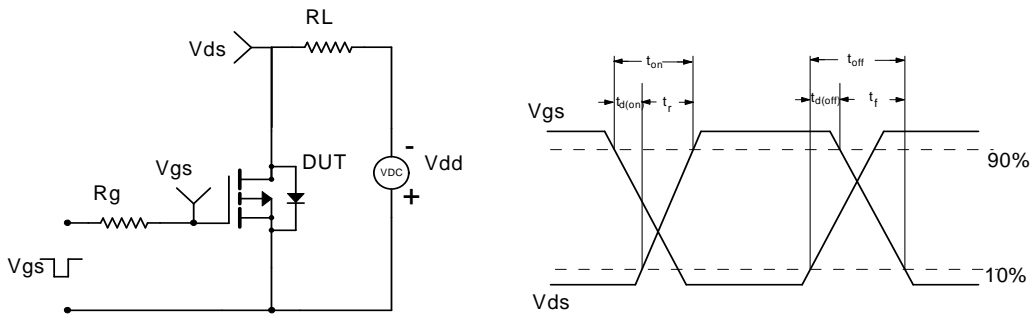 RL
Vds
Vgs
DUT
Rg
VDC
-
+
Vdd
Vgs
ton
toff
td(on)
tr
td(off)
tf
Vgs
90%
10%
Vds